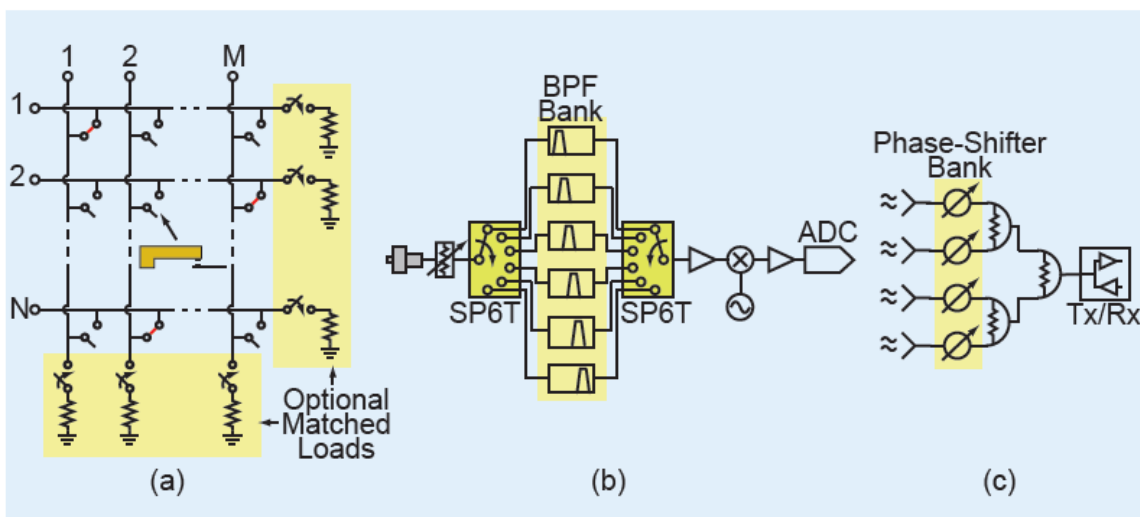 1 2 M
1
2
N
Optional
Matched
Loads
(a)
BPF
Bank
SP6T
SP6T
ADC
(b)
Phase-Shifter
Bank
Tx/Rx
(c)